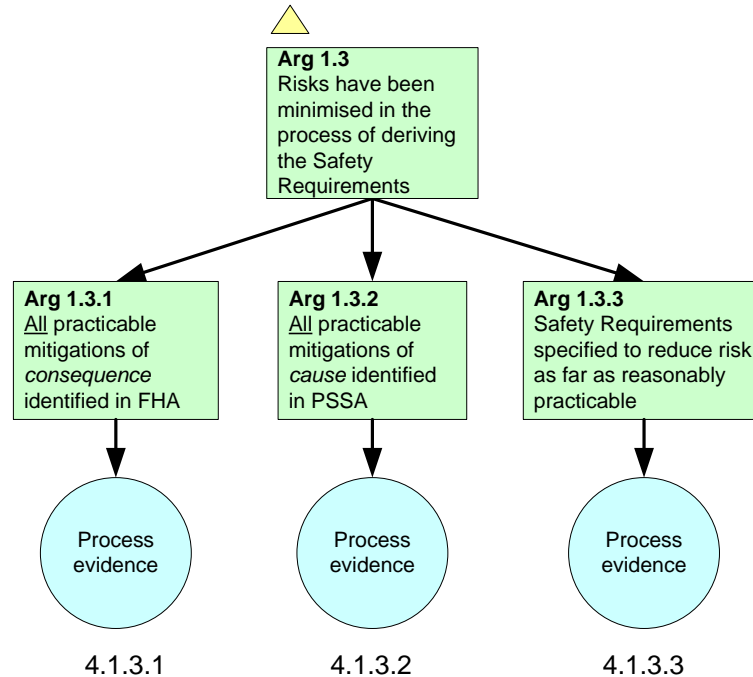 Arg 1.3
Risks have been
minimised in the
process of deriving
the Safety
Requirements
Arg 1.3.1
All practicable
mitigations of
consequence
identified in FHA
Arg 1.3.2
All practicable
mitigations of
cause identified
in PSSA
Arg 1.3.3
Safety Requirements
specified to reduce risk
as far as reasonably
practicable
Process
evidence
Process
evidence
Process
evidence
4.1.3.1
4.1.3.2
4.1.3.3